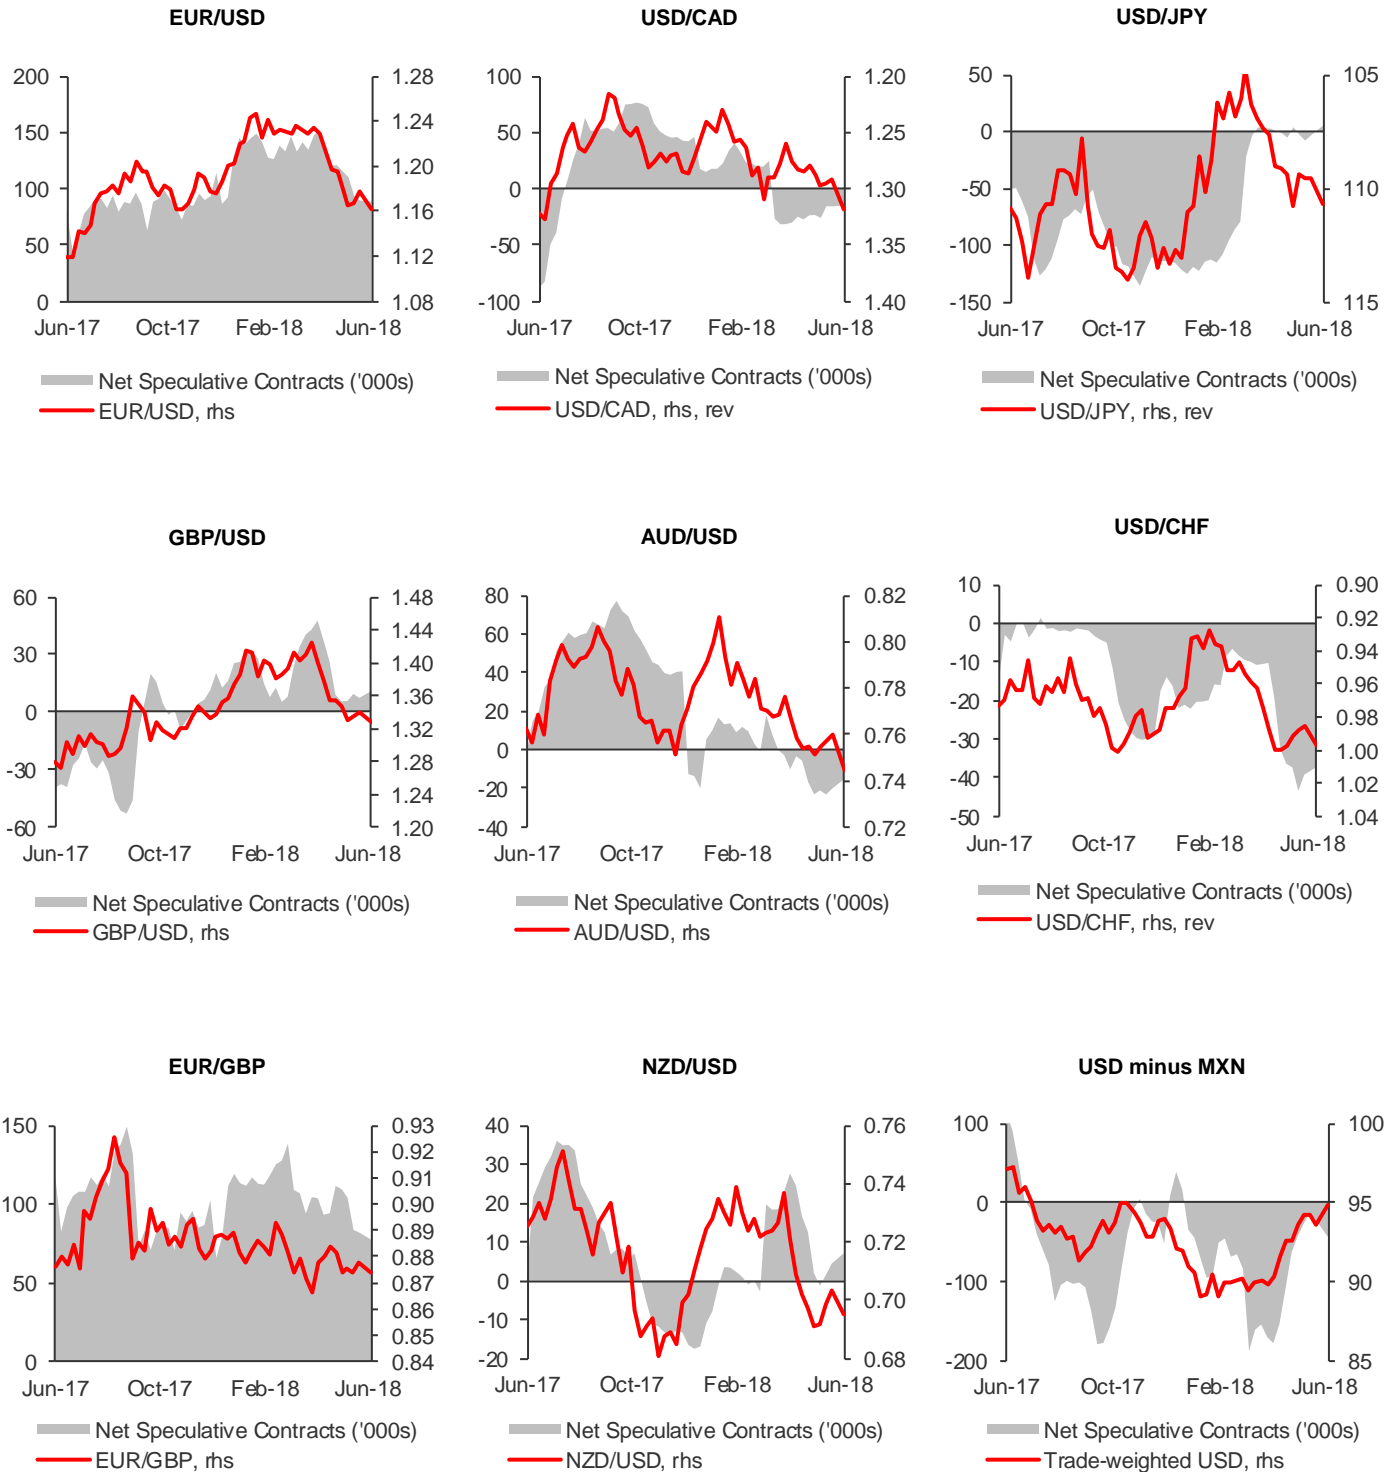 EUR/USD
USD/CAD
USD/JPY
200
150
100
50
0
1.28
1.24
1.20
1.16
1.12
1.08
Jun-17 Oct-17 Feb-18 Jun-18
Net Speculative Contracts ('000s)
EUR/USD, rhs
100
50
0
-50
-100
1.20
1.25
1.30
1.35
1.40
Jun-17 Oct-17 Feb-18 Jun-18
Net Speculative Contracts ('000s)
USD/CAD, rhs, rev
50
0
-50
-100
-150
105
110
115
Jun-17 Oct-17 Feb-18 Jun-18
Net Speculative Contracts ('000s)
USD/JPY, rhs, rev
GBP/USD
AUD/USD
USD/CHF
60
30
0
-30
-60
1.48
1.44
1.40
1.36
1.32
1.28
1.24
1.20
Jun-17 Oct-17 Feb-18 Jun-18
Net Speculative Contracts ('000s)
GBP/USD, rhs
80
60
40
20
0
-20
-40
0.82
0.80
0.78
0.76
0.74
0.72
Jun-17 Oct-17 Feb-18 Jun-18
Net Speculative Contracts ('000s)
AUD/USD, rhs
10
0
-10
-20
-30
-40
-50
0.90
0.92
0.94
0.96
0.98
1.00
1.02
1.04
Jun-17 Oct-17 Feb-18 Jun-18
Net Speculative Contracts ('000s)
USD/CHF, rhs, rev
EUR/GBP
NZD/USD
USD minus MXN
150
100
50
0
0.93
0.92
0.91
0.90
0.89
0.88
0.87
0.86
0.85
0.84
Jun-17 Oct-17 Feb-18 Jun-18
Net Speculative Contracts ('000s)
EUR/GBP, rhs
40
30
20
10
0
-10
-20
0.76
0.74
0.72
0.70
0.68
Jun-17 Oct-17 Feb-18 Jun-18
Net Speculative Contracts ('000s)
NZD/USD, rhs
100
0
-100
-200
100
95
90
85
Jun-17 Oct-17 Feb-18 Jun-18
Net Speculative Contracts ('000s)
Trade-weighted USD, rhs